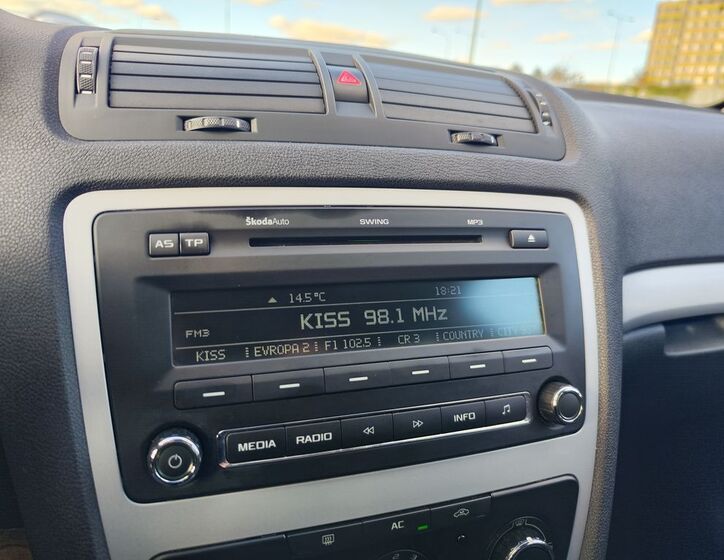 ŠkodaAuto SWING MP3
AS TP
14.5°C 18:21
KISS 98.1 MHz
FM3
KISS EVROPA 2 F1 102.5 CR 3 COUNTRY CITY
MEDIA RADIO INFO
AC